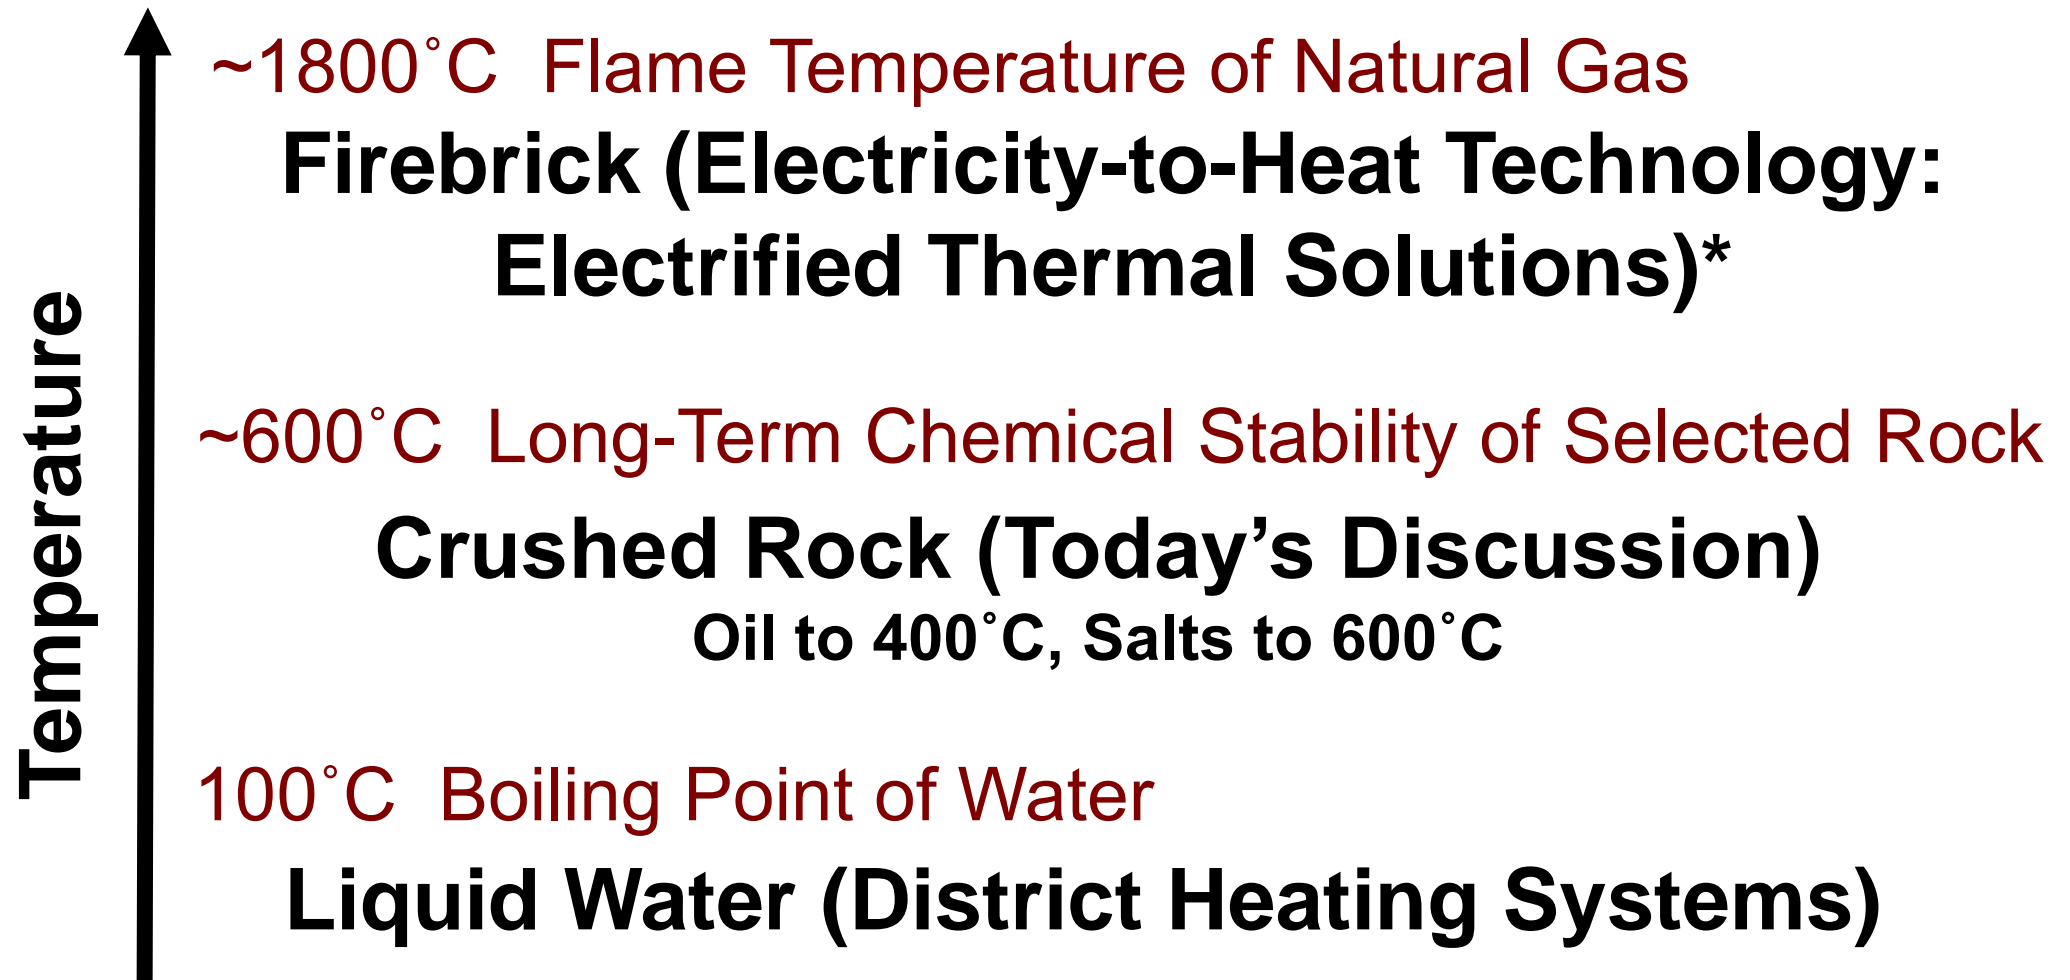 ~1800˚C  Flame Temperature of Natural Gas
Firebrick (Electricity-to-Heat Technology:
Electrified Thermal Solutions)*
Temperature
~600˚C  Long-Term Chemical Stability of Selected Rock
Crushed Rock (Today’s Discussion)
Oil to 400˚C, Salts to 600˚C
100˚C  Boiling Point of Water
Liquid Water (District Heating Systems)